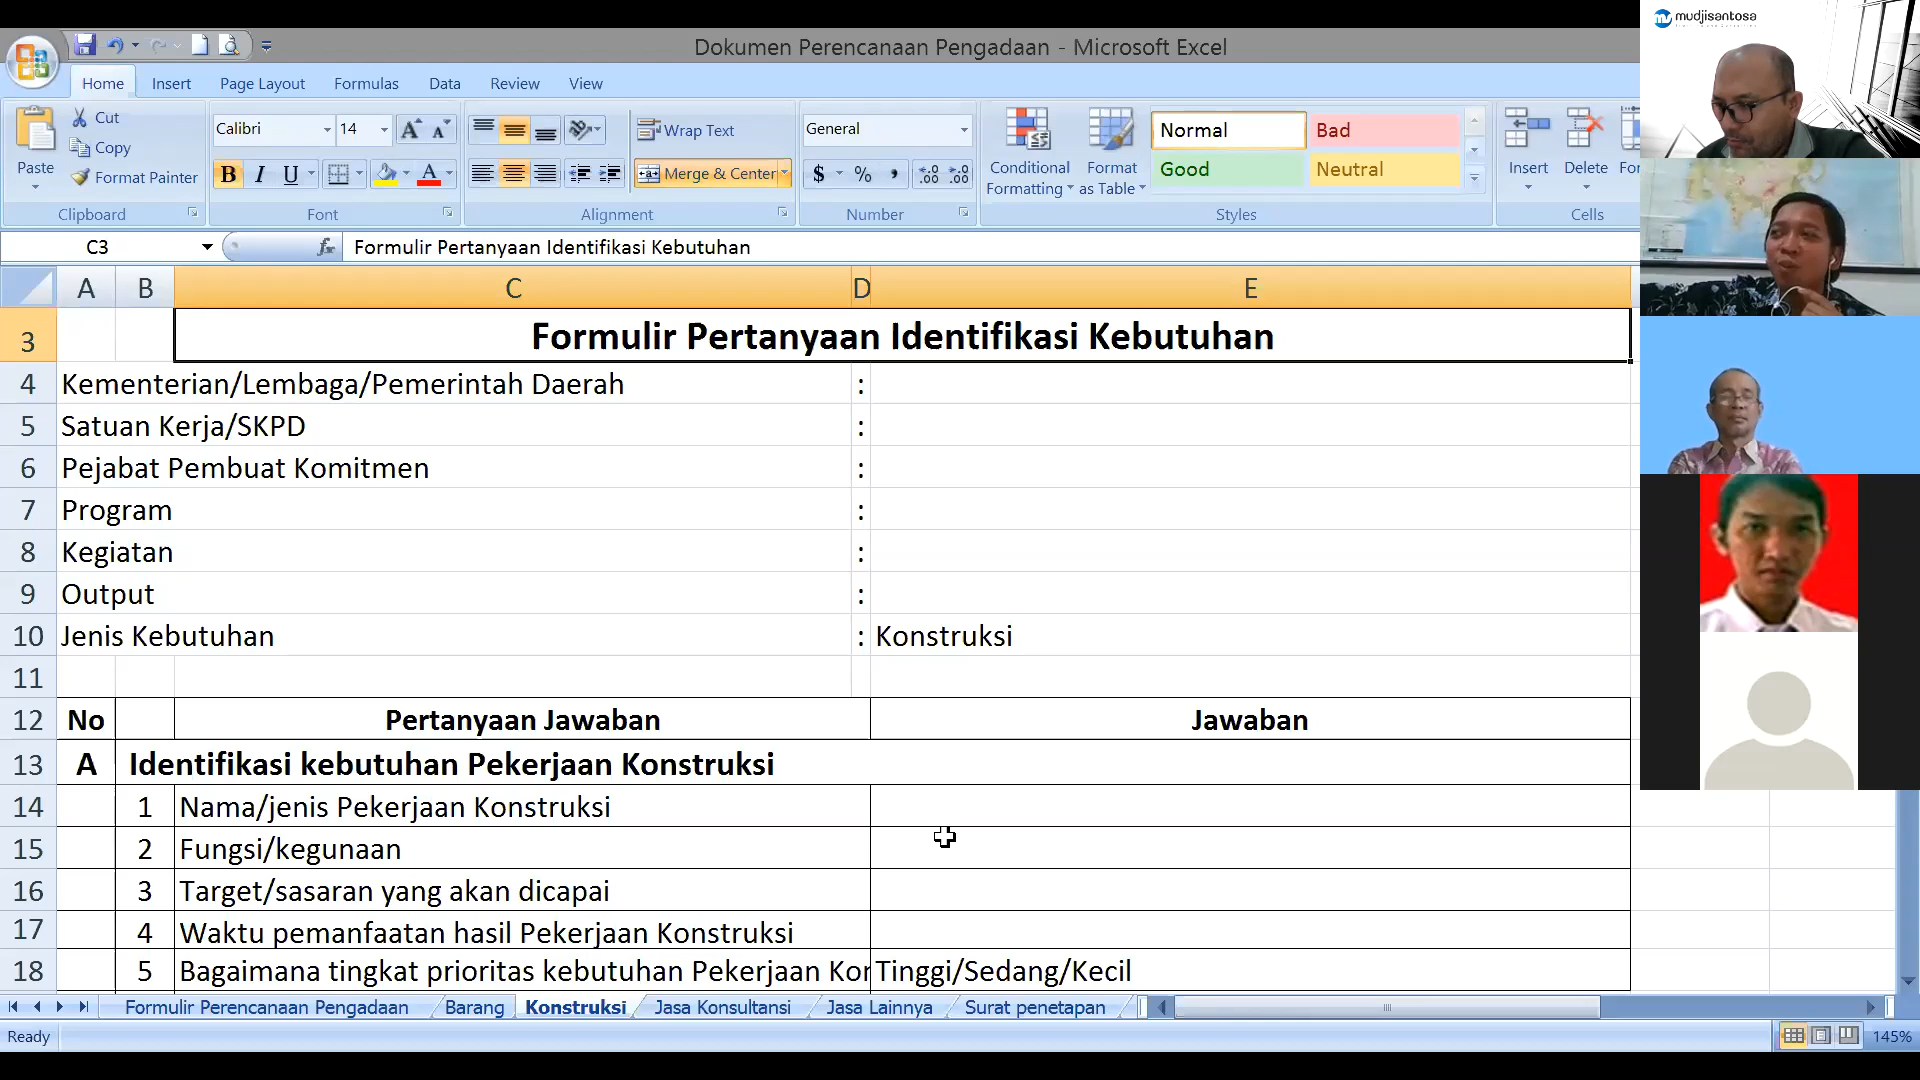 Dokumen Perencanaan Pengadaan - Microsoft Excel
mudjisantosa
Home Insert Page Layout Formulas Data Review View
Paste
Cut
Copy
Format Painter
Clipboard
Calibri 14
B I U
Font
Wrap Text
Merge & Center
Alignment
General
$ % ,
Number
Conditional Formatting
Format as Table
Normal Bad
Good Neutral
Styles
Insert Delete
Cells
C3 fx Formulir Pertanyaan Identifikasi Kebutuhan
A B C D E
3 Formulir Pertanyaan Identifikasi Kebutuhan
4 Kementerian/Lembaga/Pemerintah Daerah :
5 Satuan Kerja/SKPD :
6 Pejabat Pembuat Komitmen :
7 Program :
8 Kegiatan :
9 Output :
10 Jenis Kebutuhan : Konstruksi
11
12 No Pertanyaan Jawaban Jawaban
13 A Identifikasi kebutuhan Pekerjaan Konstruksi
14 1 Nama/jenis Pekerjaan Konstruksi
15 2 Fungsi/kegunaan
16 3 Target/sasaran yang akan dicapai
17 4 Waktu pemanfaatan hasil Pekerjaan Konstruksi
18 5 Bagaimana tingkat prioritas kebutuhan Pekerjaan Kor Tinggi/Sedang/Kecil
Formulir Perencanaan Pengadaan Barang Konstruksi Jasa Konsultansi Jasa Lainnya Surat penetapan
Ready 145%